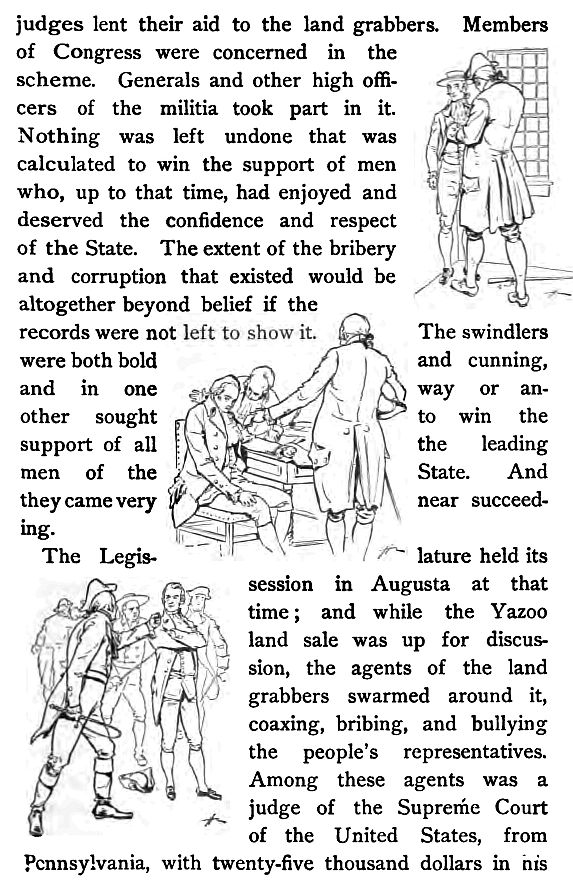 judges lent their aid to the land grabbers. Members
of Congress were concerned in the
scheme. Generals and other high offi-
cers of the militia took part in it.
Nothing was left undone that was
calculated to win the support of men
who, up to that time, had enjoyed and
deserved the confidence and respect
of the State. The extent of the bribery
and corruption that existed would be
altogether beyond belief if the
records were not left to show it. The swindlers
were both bold and cunning,
and in one way or an-
other sought to win the
support of all the leading
men of the State. And
they came very near succeed-
ing.
The Legis- lature held its
session in Augusta at that
time; and while the Yazoo
land sale was up for discus-
sion, the agents of the land
grabbers swarmed around it,
coaxing, bribing, and bullying
the people's representatives.
Among these agents was a
judge of the Supreme Court
of the United States, from
Pennsylvania, with twenty-five thousand dollars in his